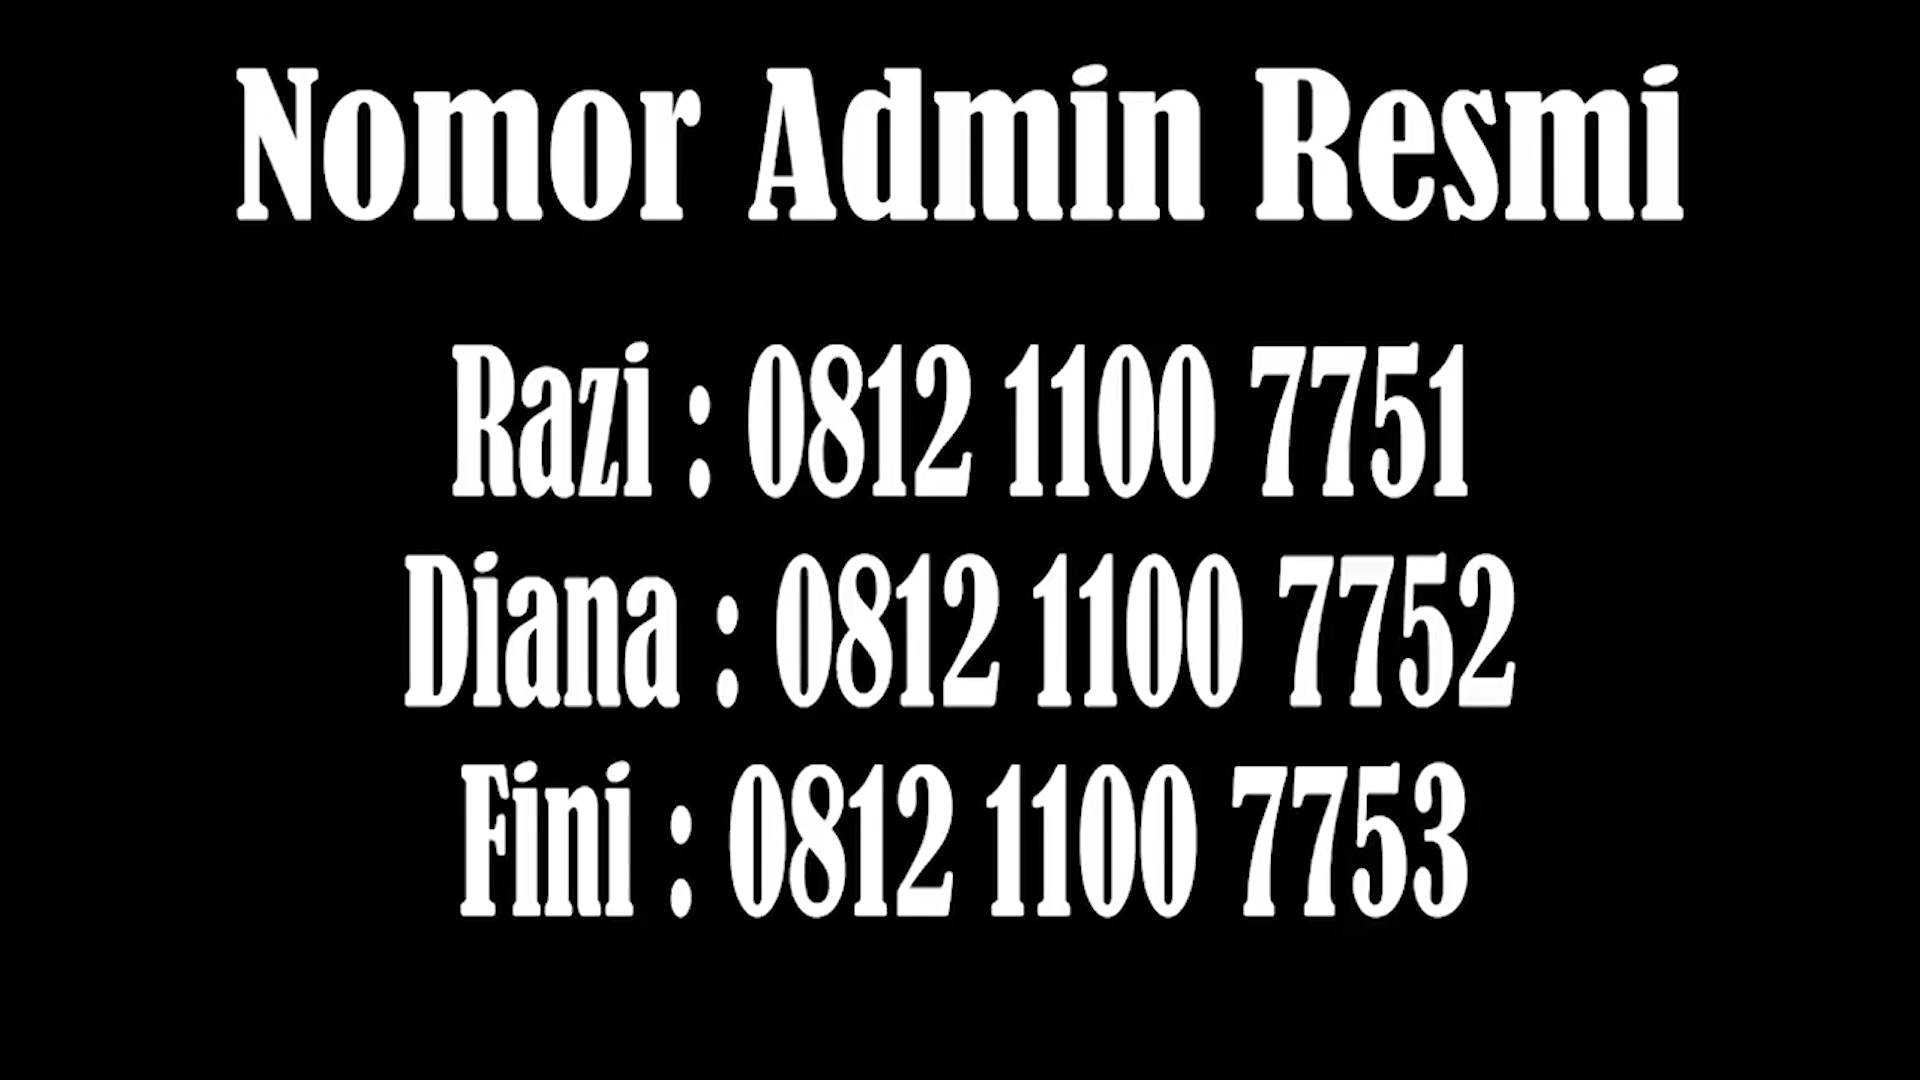 Nomor Admin Resmi
Razi : 0812 1100 7751
Diana : 0812 1100 7752
Fini : 0812 1100 7753